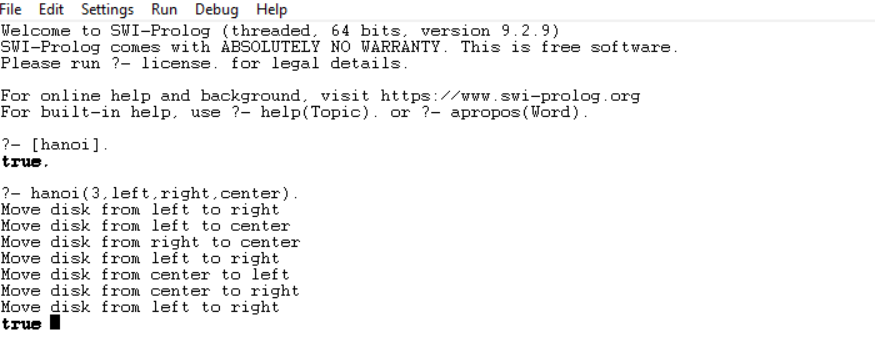 File Edit Settings Run Debug Help
Welcome to SWI-Prolog (threaded, 64 bits, version 9.2.9)
SWI-Prolog comes with ABSOLUTELY NO WARRANTY. This is free software.
Please run ?- license. for legal details.
For online help and background, visit https://www.swi-prolog.org
For built-in help, use ?- help(Topic). or ?- apropos(Word).
?- [hanoi].
true.
?- hanoi(3,left,right,center).
Move disk from left to right
Move disk from left to center
Move disk from right to center
Move disk from left to right
Move disk from center to left
Move disk from center to right
Move disk from left to right
true